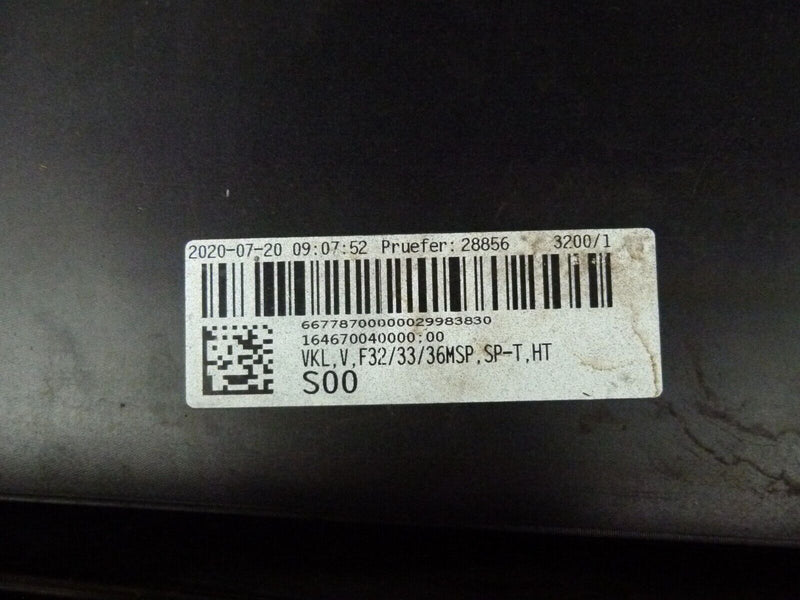 2020-07-20 09:07:52 Pruefer: 28856 3200/1
66778700000029983830
164670040000:00
VKL,V,F32/33/36MSP,SP-T,HT
S00